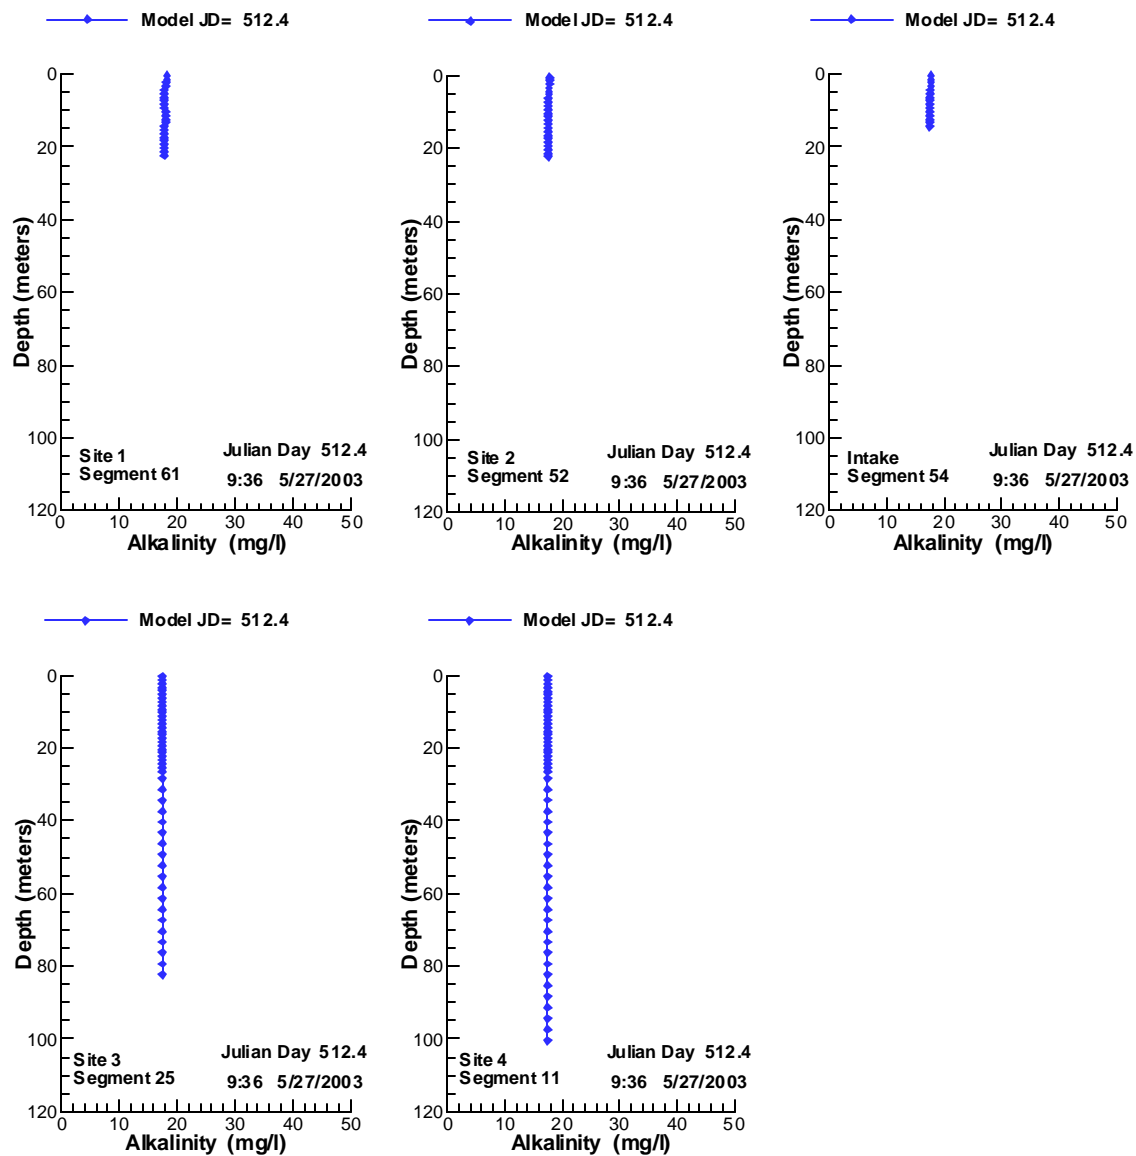 Model JD= 512.4
0
20
40
60
80
100
120
Depth (meters)
Site 1
Segment 61
Julian Day 512.4
9:36 5/27/2003
0 10 20 30 40 50
Alkalinity (mg/l)
Model JD= 512.4
0
20
40
60
80
100
120
Depth (meters)
Site 2
Segment 52
Julian Day 512.4
9:36 5/27/2003
0 10 20 30 40 50
Alkalinity (mg/l)
Model JD= 512.4
0
20
40
60
80
100
120
Depth (meters)
Intake
Segment 54
Julian Day 512.4
9:36 5/27/2003
0 10 20 30 40 50
Alkalinity (mg/l)
Model JD= 512.4
0
20
40
60
80
100
120
Depth (meters)
Site 3
Segment 25
Julian Day 512.4
9:36 5/27/2003
0 10 20 30 40 50
Alkalinity (mg/l)
Model JD= 512.4
0
20
40
60
80
100
120
Depth (meters)
Site 4
Segment 11
Julian Day 512.4
9:36 5/27/2003
0 10 20 30 40 50
Alkalinity (mg/l)